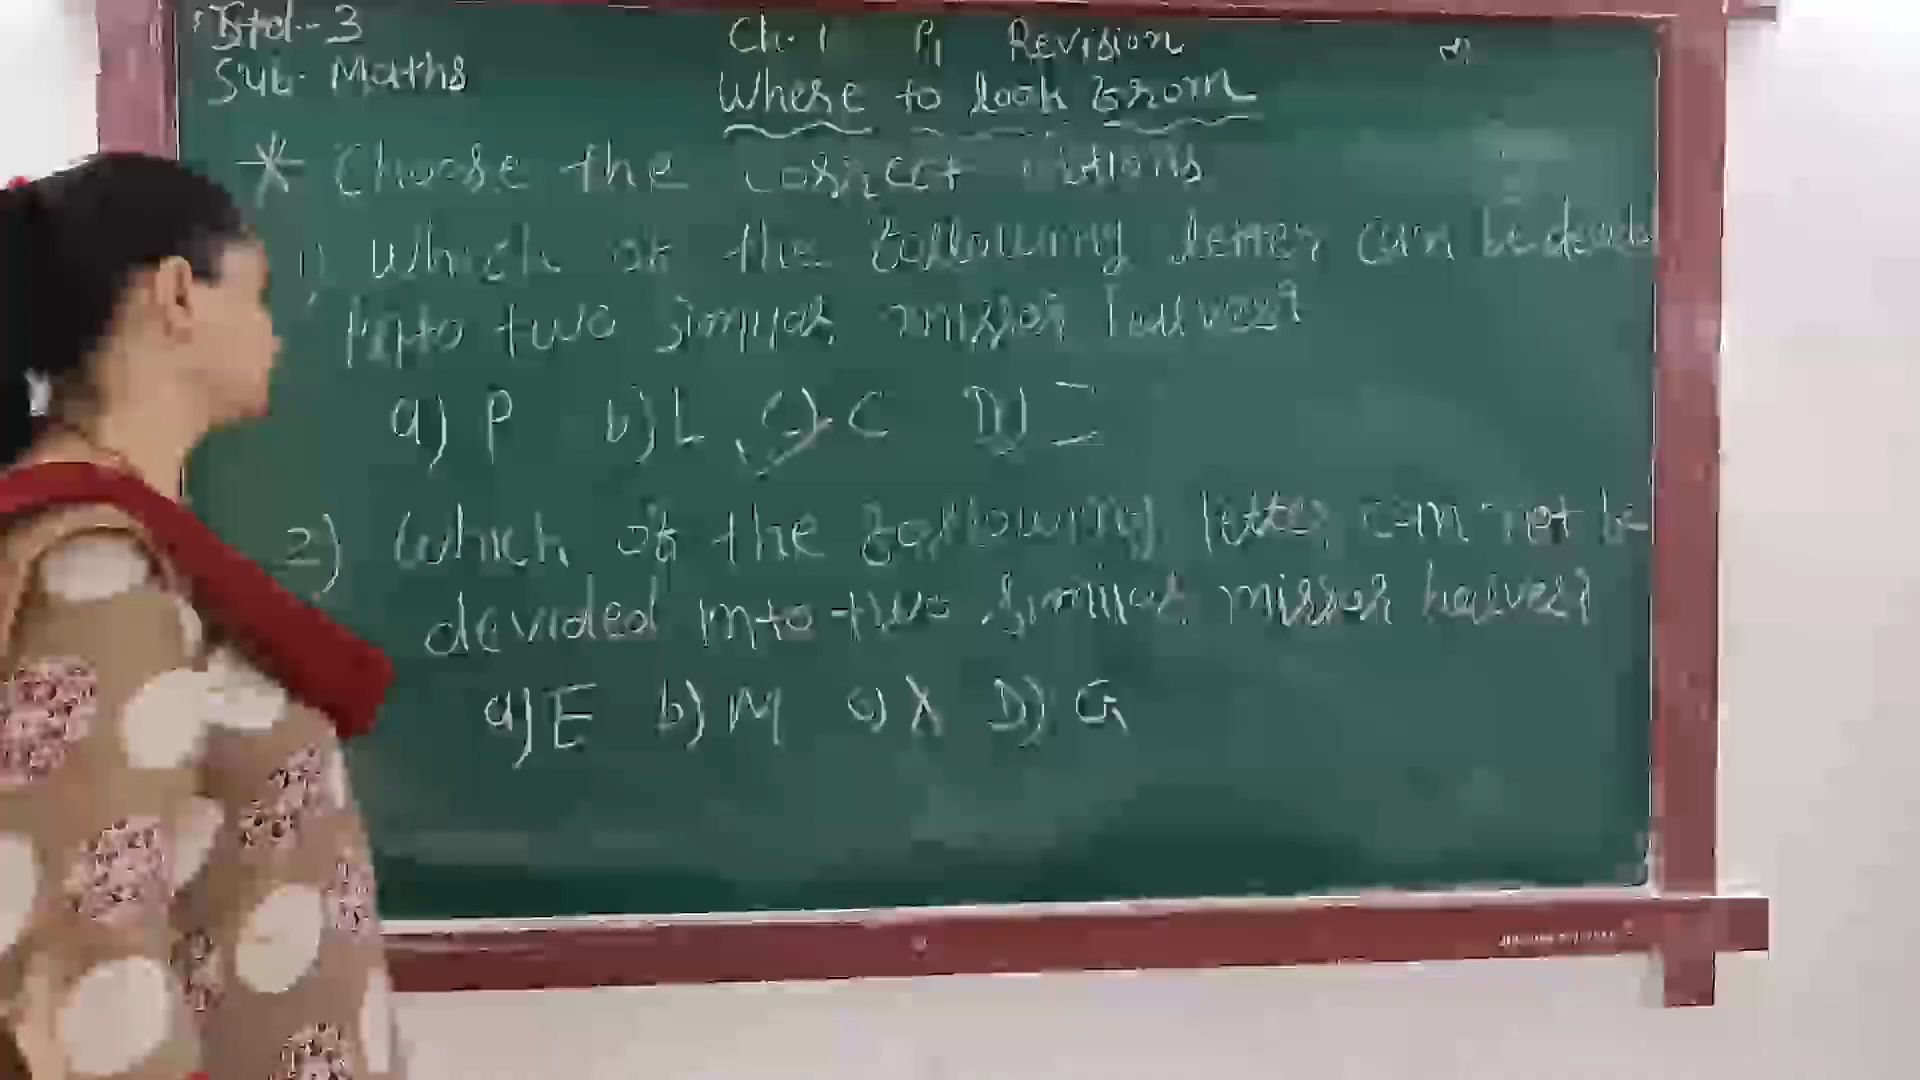 Std-3
Sub Maths
Ch. 1 P1 Revision
Where to look from
* Choose the correct options
1) Which of the following letter can be devided
into two similar mirror halves?
a) P b) L c) C D)
2) Which of the following letter can not be
devided into two similar mirror halves?
a) E b) M c) X D) G